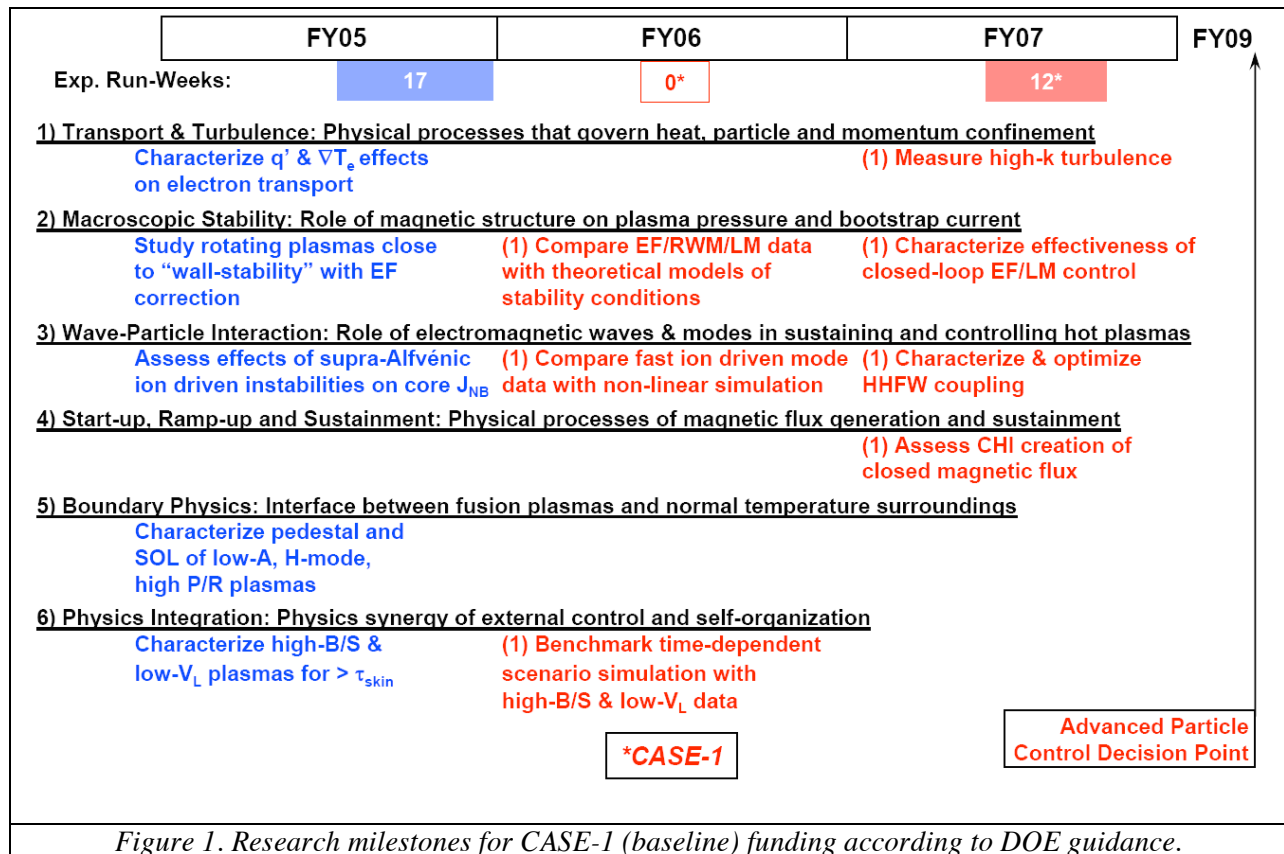 FY05 FY06 FY07 FY09
Exp. Run-Weeks: 17 0* 12*
1) Transport & Turbulence: Physical processes that govern heat, particle and momentum confinement
Characterize q' & ∇Te effects (1) Measure high-k turbulence
on electron transport
2) Macroscopic Stability: Role of magnetic structure on plasma pressure and bootstrap current
Study rotating plasmas close (1) Compare EF/RWM/LM data (1) Characterize effectiveness of
to “wall-stability” with EF with theoretical models of closed-loop EF/LM control
correction stability conditions
3) Wave-Particle Interaction: Role of electromagnetic waves & modes in sustaining and controlling hot plasmas
Assess effects of supra-Alfvénic (1) Compare fast ion driven mode (1) Characterize & optimize
ion driven instabilities on core JNB data with non-linear simulation HHFW coupling
4) Start-up, Ramp-up and Sustainment: Physical processes of magnetic flux generation and sustainment
(1) Assess CHI creation of
closed magnetic flux
5) Boundary Physics: Interface between fusion plasmas and normal temperature surroundings
Characterize pedestal and
SOL of low-A, H-mode,
high P/R plasmas
6) Physics Integration: Physics synergy of external control and self-organization
Characterize high-B/S & (1) Benchmark time-dependent
low-VL plasmas for > τskin scenario simulation with
high-B/S & low-VL data
Advanced Particle
*CASE-1 Control Decision Point
Figure 1. Research milestones for CASE-1 (baseline) funding according to DOE guidance.